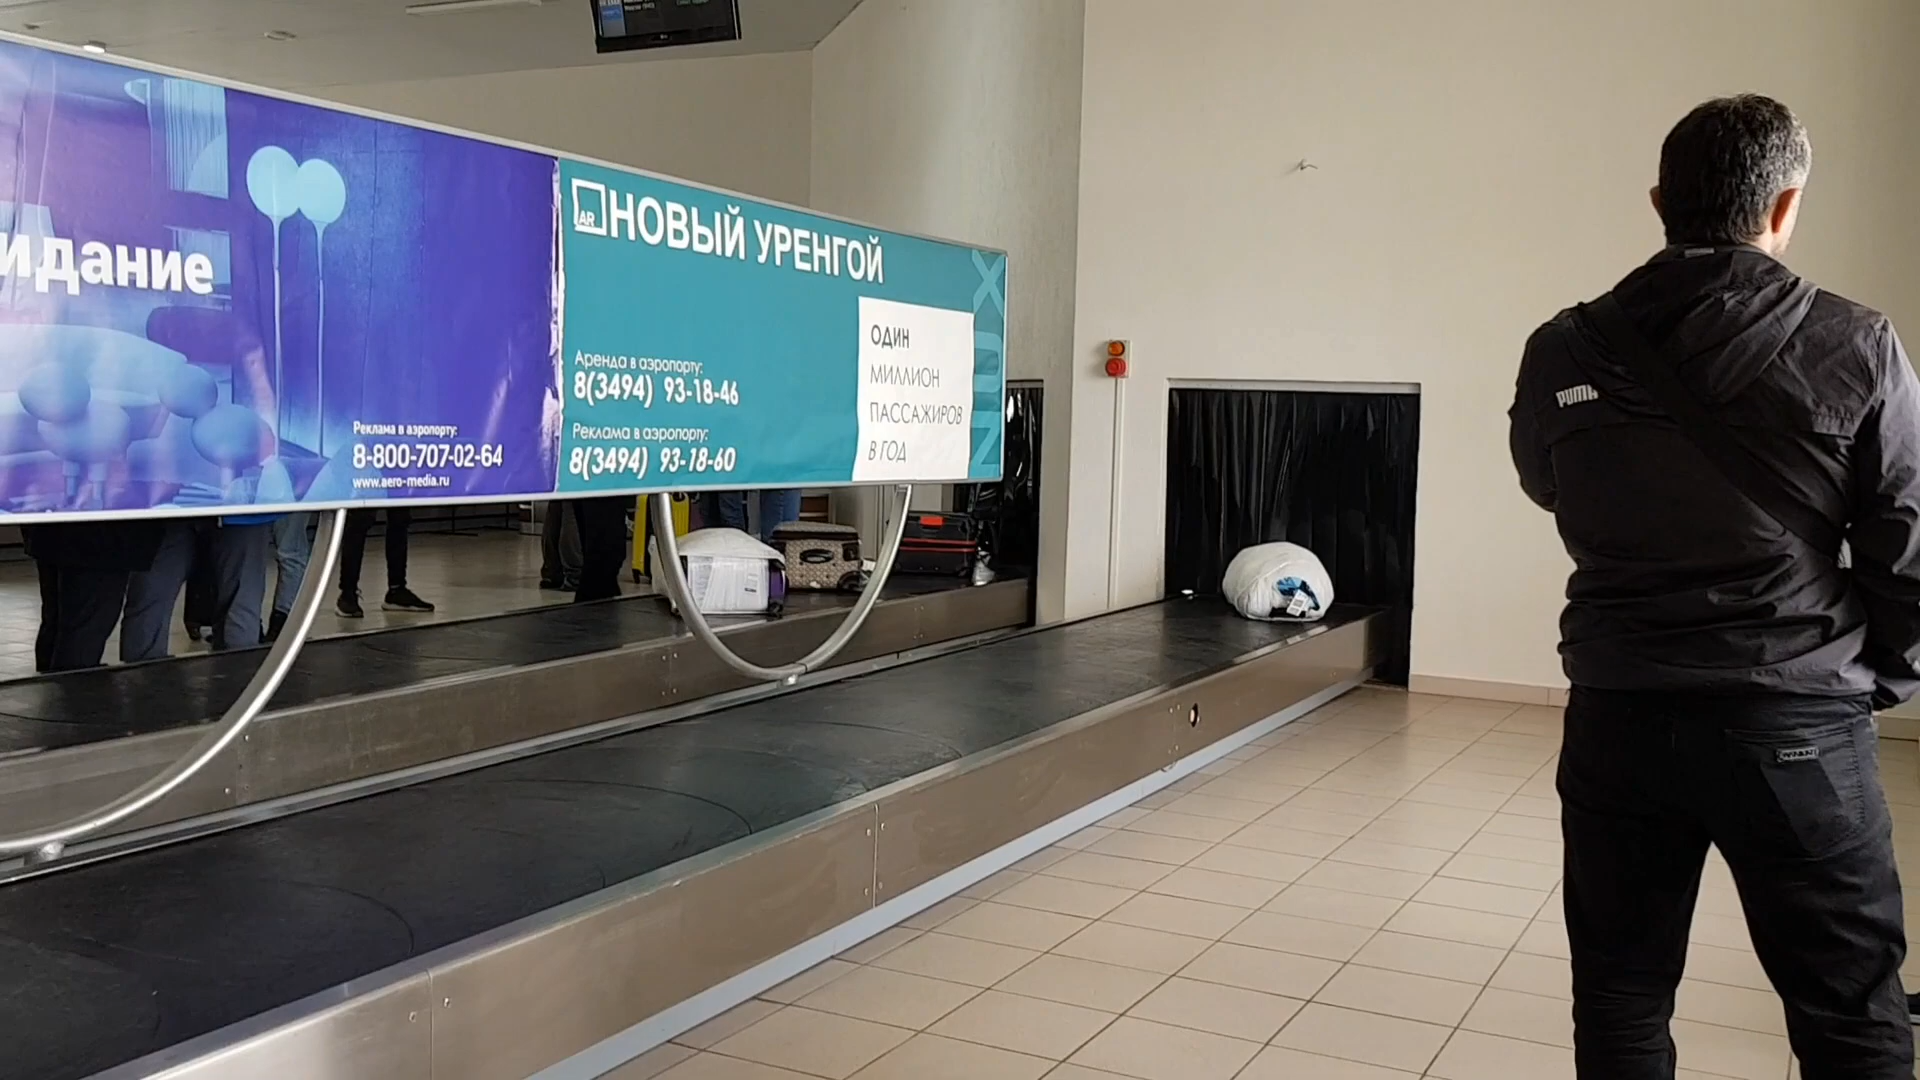 идание
Реклама в аэропорту:
8-800-707-02-64
www.aero-media.ru
AR
НОВЫЙ УРЕНГОЙ
Аренда в аэропорту:
8(3494) 93-18-46
Реклама в аэропорту:
8(3494) 93-18-60
ОДИН
МИЛЛИОН
ПАССАЖИРОВ
В ГОД
NUX
PUMA